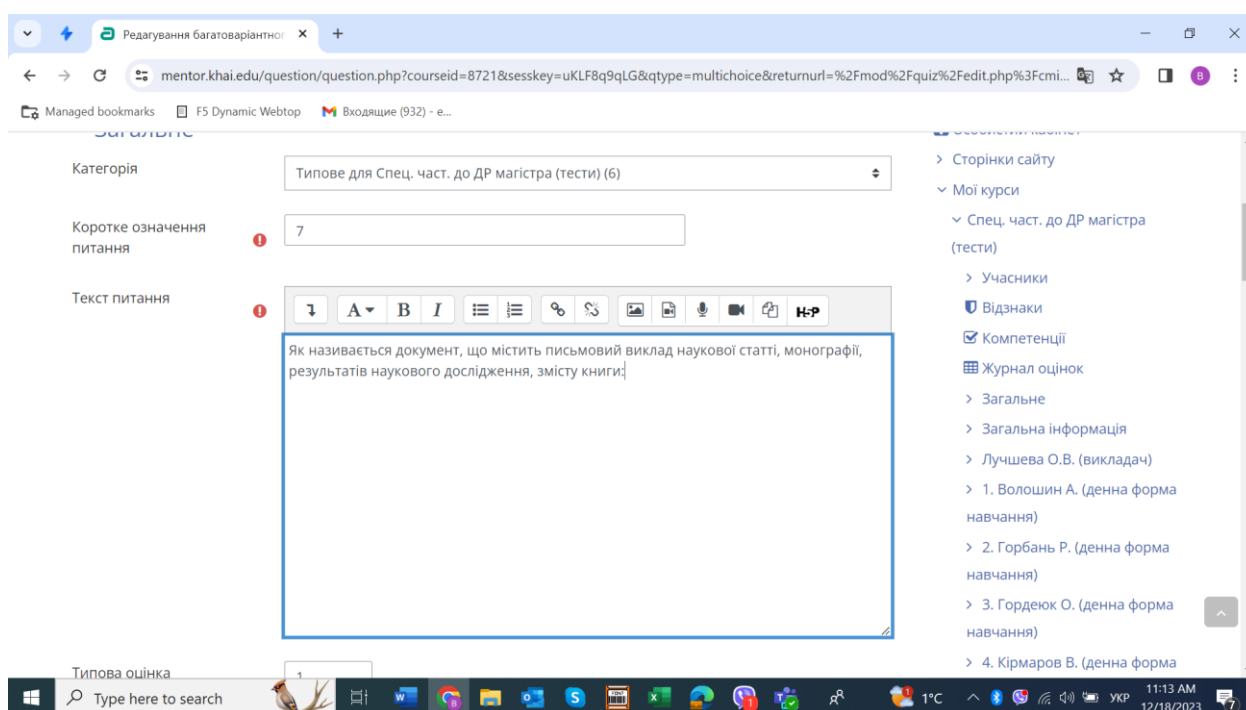 Редагування багатоваріантног
mentor.khai.edu/question/question.php?courseid=8721&sesskey=uKLF8q9qLG&qtype=multichoice&returnurl=%2Fmod%2Fquiz%2Fedit.php%3Fcmi...
B
Managed bookmarks
F5 Dynamic Webtop
Входящие (932) - e...
Загальне
Особистий кабінет
Категорія
Типове для Спец. част. до ДР магістра (тести) (6)
Коротке означення
питання
7
Текст питання
A
B
I
H5P
Як називається документ, що містить письмовий виклад наукової статті, монографії,
результатів наукового дослідження, змісту книги:
Типова оцінка
1
Сторінки сайту
Мої курси
Спец. част. до ДР магістра
(тести)
Учасники
Відзнаки
Компетенції
Журнал оцінок
Загальне
Загальна інформація
Лучшева О.В. (викладач)
1. Волошин А. (денна форма
навчання)
2. Горбань Р. (денна форма
навчання)
3. Гордеюк О. (денна форма
навчання)
4. Кірмаров В. (денна форма
Type here to search
1°C
УКР
11:13 AM
12/18/2023
7